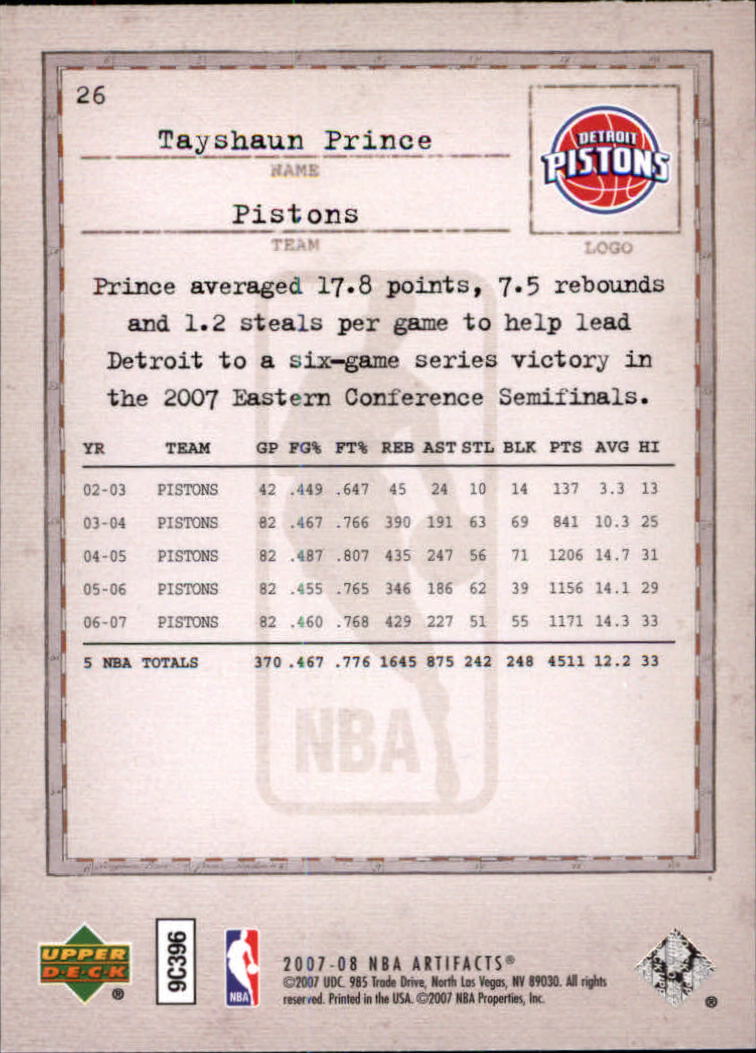 26
Tayshaun Prince
NAME
DETROIT
PISTONS
Pistons
TEAM
LOGO
Prince averaged 17.8 points, 7.5 rebounds
and 1.2 steals per game to help lead
Detroit to a six-game series victory in
the 2007 Eastern Conference Semifinals.
YR TEAM GP FG% FT% REB AST STL BLK PTS AVG HI
02-03 PISTONS 42 .449 .647 45 24 10 14 137 3.3 13
03-04 PISTONS 82 .467 .766 390 191 63 69 841 10.3 25
04-05 PISTONS 82 .487 .807 435 247 56 71 1206 14.7 31
05-06 PISTONS 82 .455 .765 346 186 62 39 1156 14.1 29
06-07 PISTONS 82 .460 .768 429 227 51 55 1171 14.3 33
5 NBA TOTALS 370 .467 .776 1645 875 242 248 4511 12.2 33
NBA
UPPER
DECK
®
9C396
NBA
2007-08 NBA ARTIFACTS®
©2007 UDC. 985 Trade Drive, North Las Vegas, NV 89030. All rights
reserved. Printed in the USA. ©2007 NBA Properties, Inc.
®